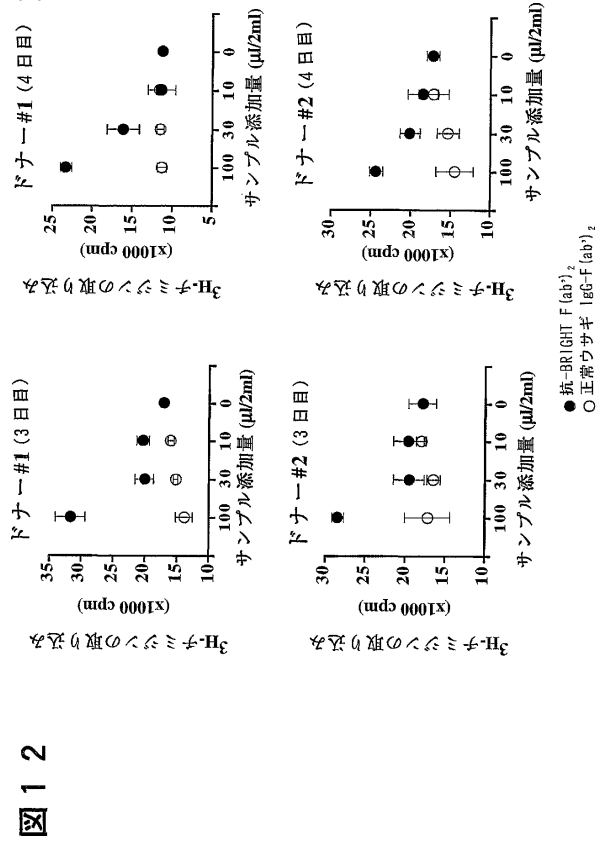 図１２
ドナー#1 (3日目)
³H-チミジンの取り込み
(x1000 cpm)
35
30
25
20
15
10
100 30 10 0
サンプル添加量 (μl/2ml)
ドナー#1 (4日目)
³H-チミジンの取り込み
(x1000 cpm)
25
20
15
10
5
100 30 10 0
サンプル添加量 (μl/2ml)
ドナー#2 (3日目)
³H-チミジンの取り込み
(x1000 cpm)
30
25
20
15
10
100 30 10 0
サンプル添加量 (μl/2ml)
ドナー#2 (4日目)
³H-チミジンの取り込み
(x1000 cpm)
30
25
20
15
10
100 30 10 0
サンプル添加量 (μl/2ml)
● 抗-BRIGHT F(ab')₂
○ 正常ウサギ IgG-F(ab')₂